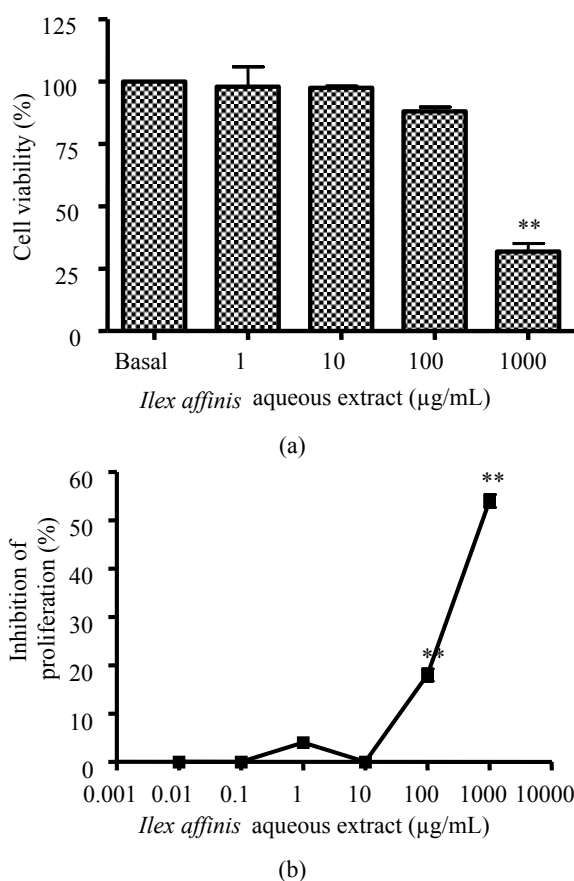 125
100
75
50
25
0
Cell viability (%)
**
Basal 1 10 100 1000
Ilex affinis aqueous extract (µg/mL)
(a)
60
50
40
30
20
10
0
Inhibition of
proliferation (%)
**
**
0.001 0.01 0.1 1 10 100 1000 10000
Ilex affinis aqueous extract (µg/mL)
(b)